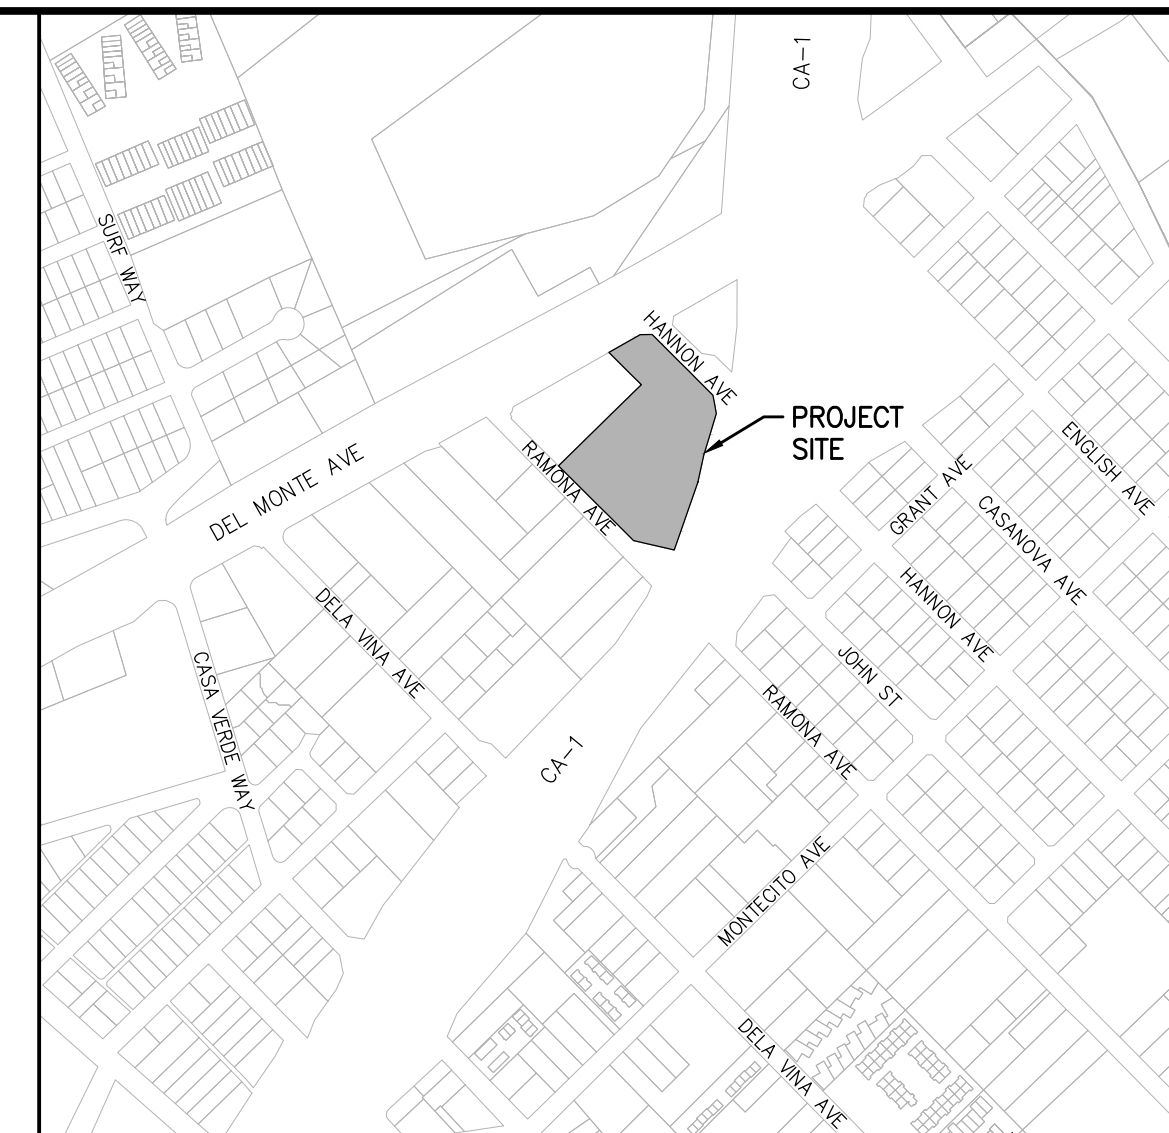 CA-1
SURF WAY
HANNON AVE
PROJECT
SITE
DEL MONTE AVE
RAMONA AVE
ENGLISH AVE
GRANT AVE
CASANOVA AVE
HANNON AVE
DELA VINA AVE
JOHN ST
CASA VERDE WAY
RAMONA AVE
CA-1
MONTECITO AVE
DELA VINA AVE